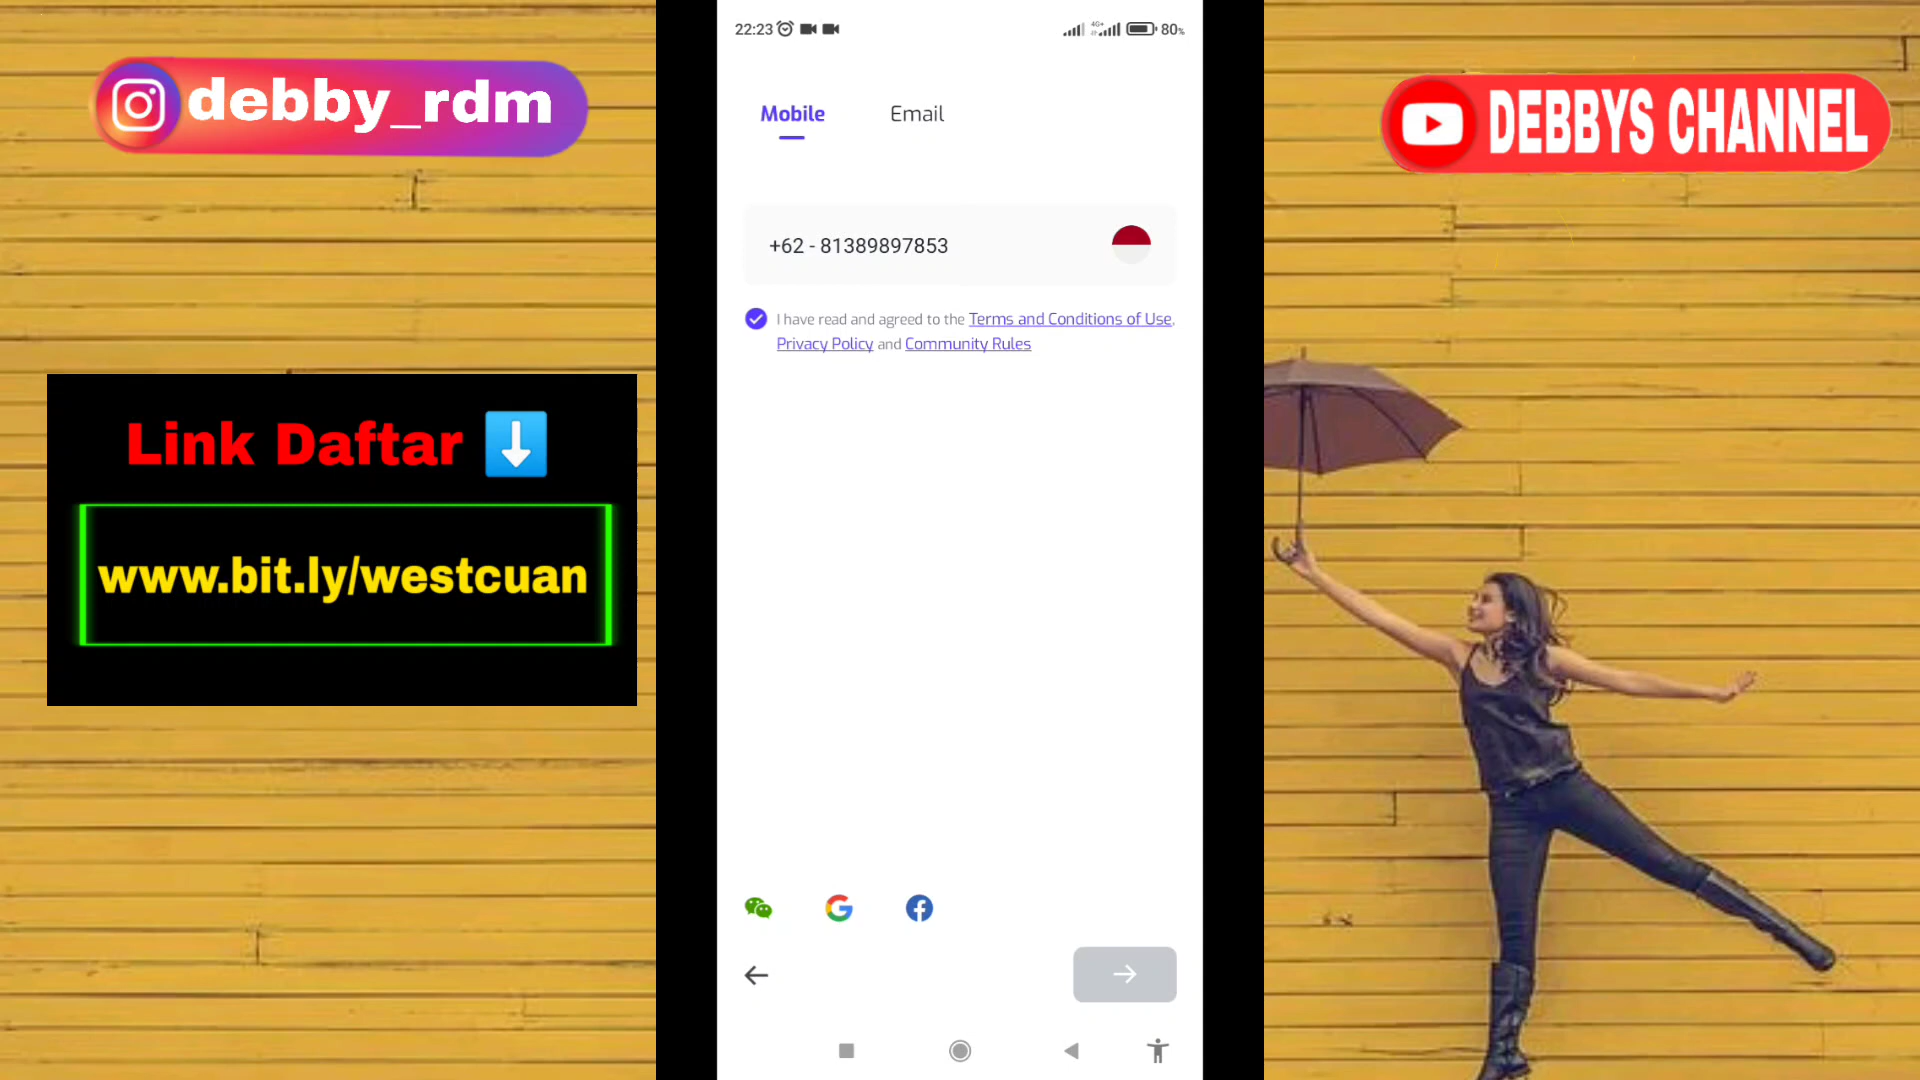 debby_rdm
DEBBYS CHANNEL
Link Daftar
www.bit.ly/westcuan
22:23
4G+
80%
Mobile
Email
+62 - 81389897853
I have read and agreed to the Terms and Conditions of Use,
Privacy Policy and Community Rules